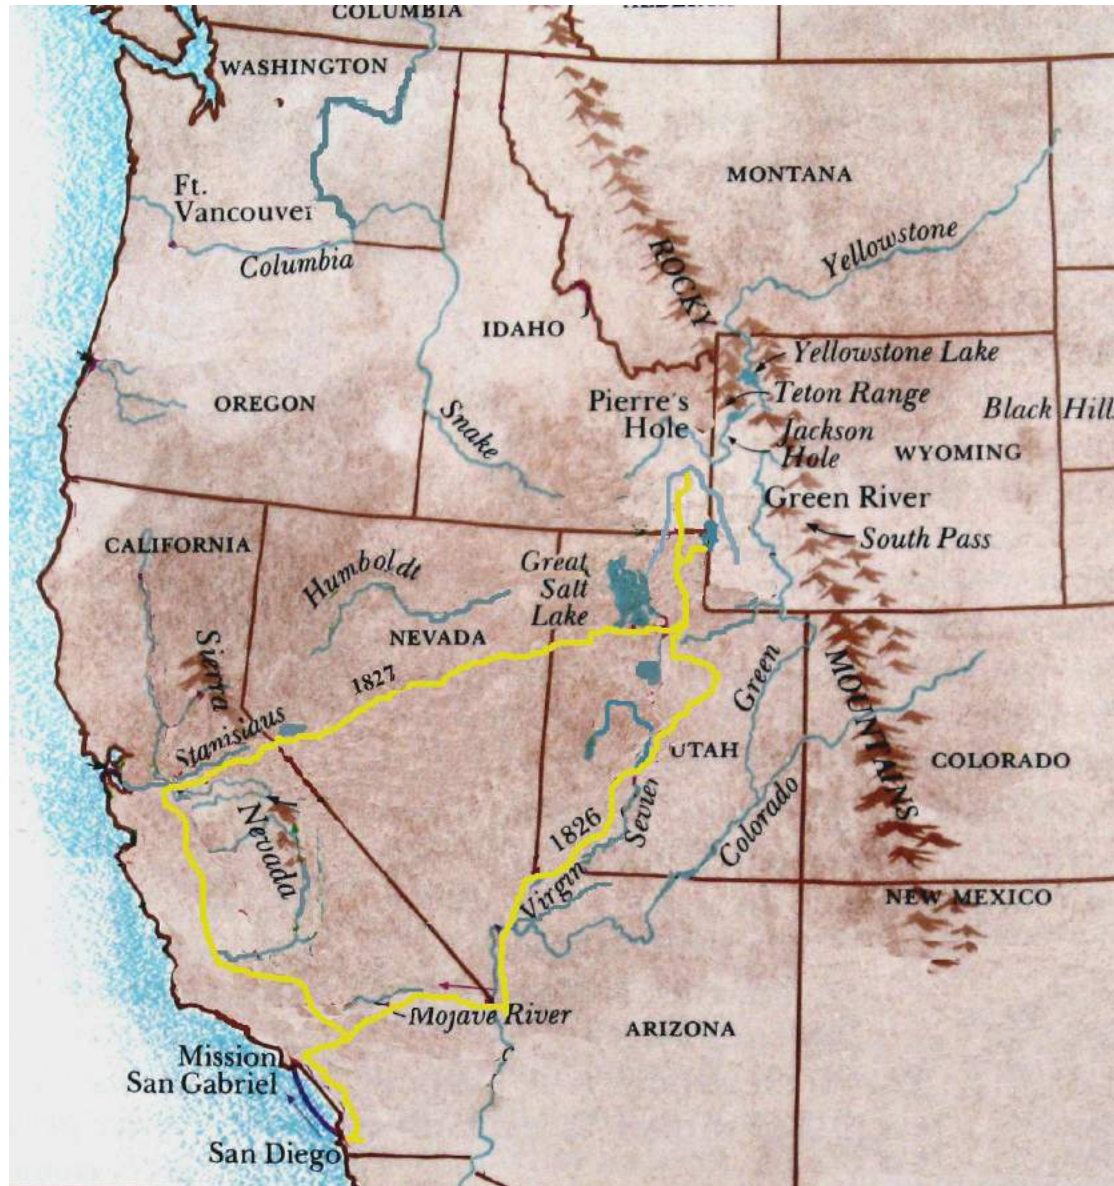 COLUMBIA
WASHINGTON
MONTANA
Ft.
Vancouver
Columbia
Yellowstone
ROCKY
IDAHO
Yellowstone Lake
Teton Range
Pierre's
Hole
OREGON
Snake
Black Hill
Jackson
Hole
WYOMING
Green River
South Pass
CALIFORNIA
Humboldt
Great
Salt
Lake
NEVADA
Sierra
1827
Green
MOUNTAINS
Stanislaus
UTAH
COLORADO
Nevada
1826
Sevier
Colorado
Virgin
NEW MEXICO
Mojave River
ARIZONA
Mission
San Gabriel
San Diego